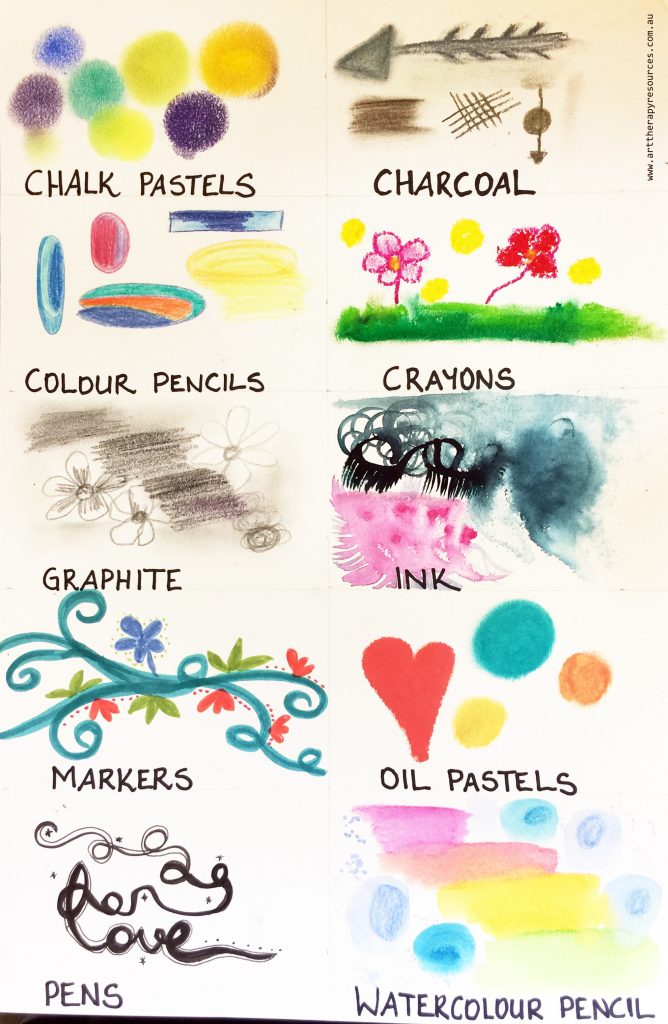 www.arttherapyresources.com.au
CHALK PASTELS
CHARCOAL
COLOUR PENCILS
CRAYONS
GRAPHITE
INK
MARKERS
OIL PASTELS
love
PENS
WATERCOLOUR PENCIL